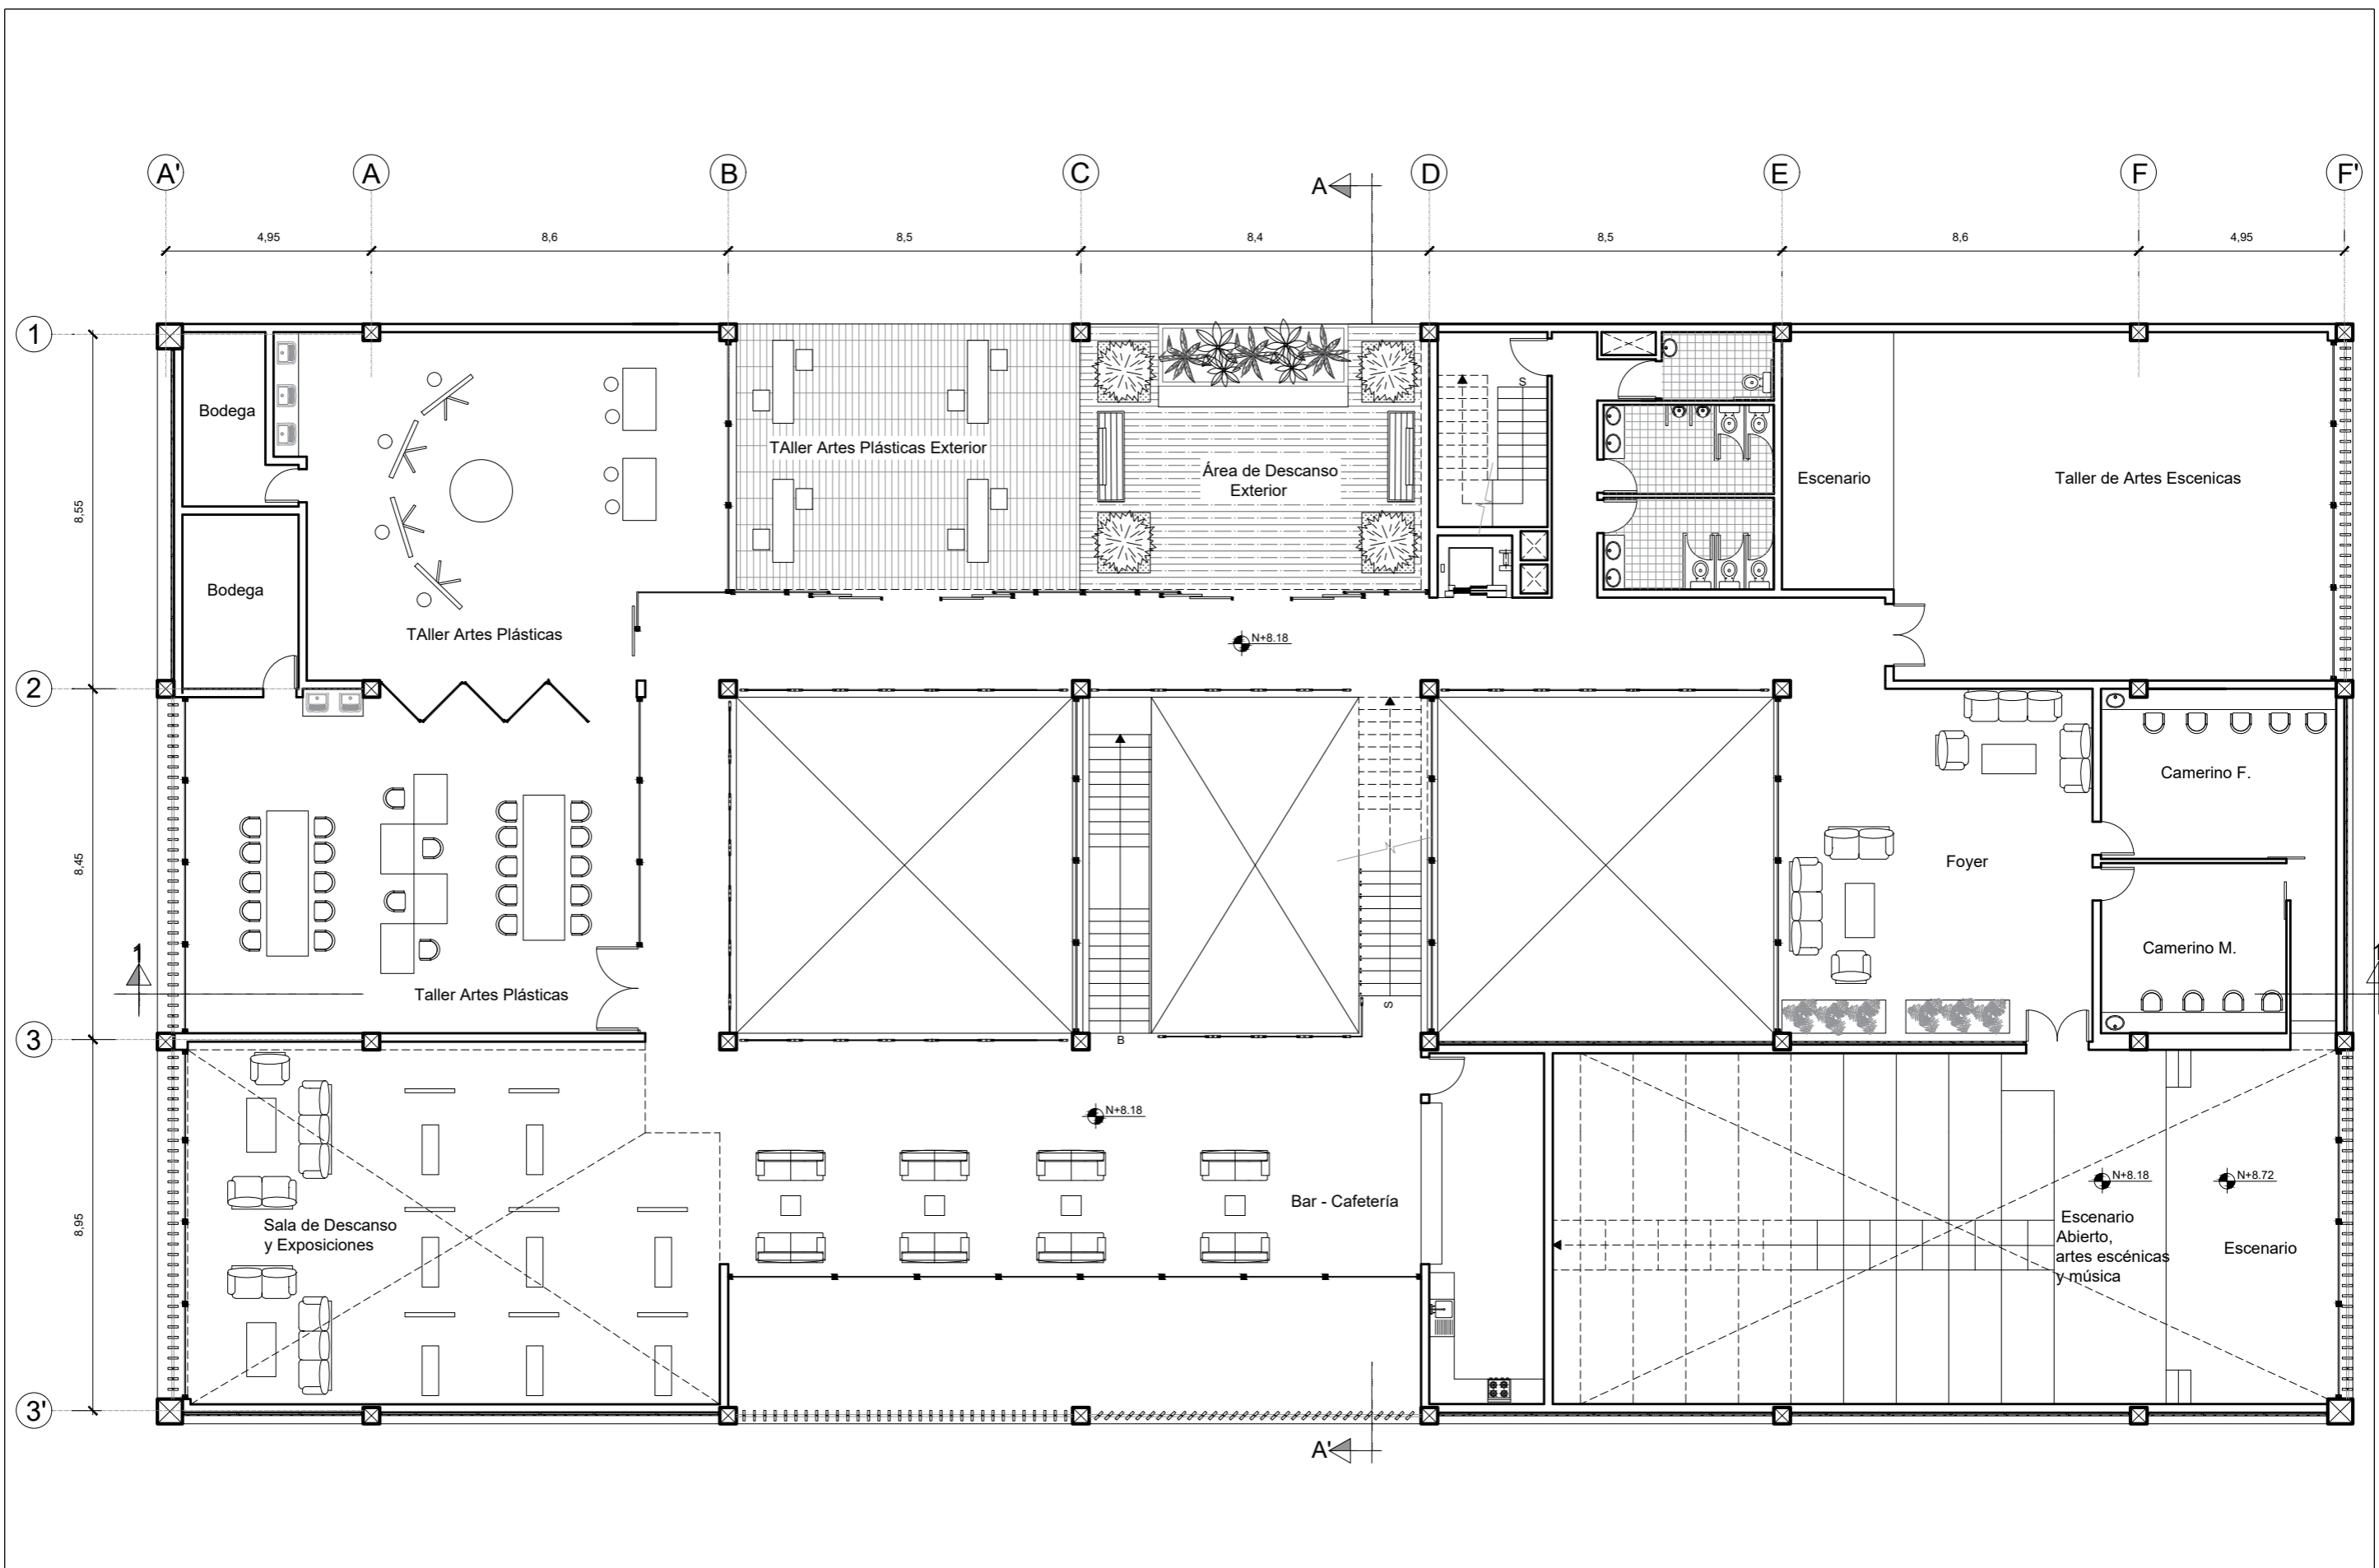 A'
A
B
C
A
D
E
F
F'
4,95
8,6
8,5
8,4
8,5
8,6
4,95
1
8,55
2
8,45
3
8,95
3'
Bodega
Bodega
TAller Artes Plásticas
TAller Artes Plásticas Exterior
Área de Descanso
Exterior
S
Escenario
Taller de Artes Escenicas
N+8.18
Taller Artes Plásticas
1
B
S
Foyer
Camerino F.
Camerino M.
1
N+8.18
Sala de Descanso
y Exposiciones
Bar - Cafetería
N+8.18
N+8.72
Escenario
Abierto,
artes escénicas
y música
Escenario
A'